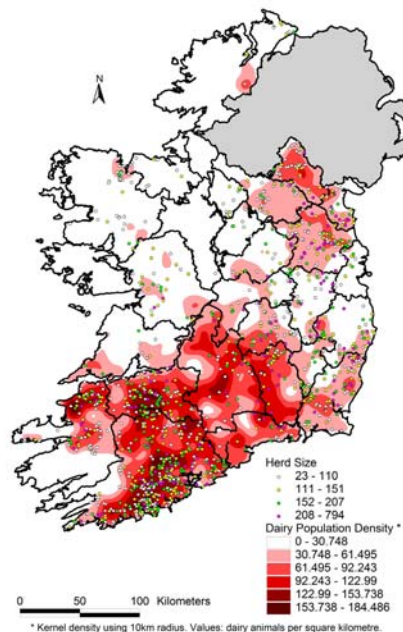 N
Herd Size
23 - 110
111 - 151
152 - 207
208 - 794
Dairy Population Density *
0 - 30.748
30.748 - 61.495
61.495 - 92.243
92.243 - 122.99
122.99 - 153.738
153.738 - 184.486
0 50 100 Kilometers
* Kernel density using 10km radius. Values: dairy animals per square kilometre.